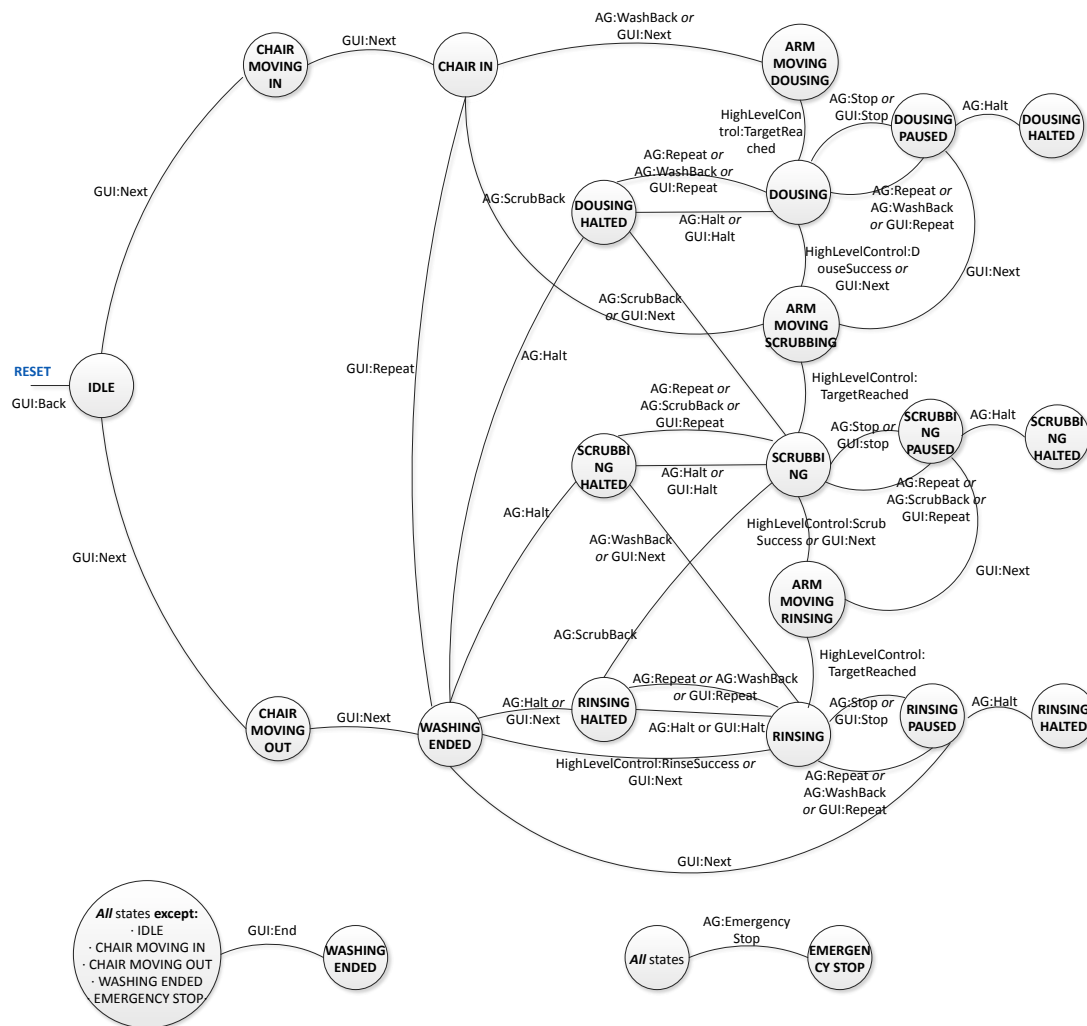 AG:WashBack or
GUI:Next
CHAIR
MOVING
IN
GUI:Next
CHAIR IN
ARM
MOVING
DOUSING
AG:Stop or
GUI:Stop
DOUSING
PAUSED
AG:Halt
DOUSING
HALTED
HighLevelCon
trol:TargetRea
ched
GUI:Next
AG:ScrubBack
AG:Repeat or
AG:WashBack or
GUI:Repeat
DOUSING
HALTED
AG:Halt or
GUI:Halt
DOUSING
AG:Repeat or
AG:WashBack
or GUI:Repeat
HighLevelControl:D
ouseSuccess or
GUI:Next
GUI:Next
AG:ScrubBack
or GUI:Next
ARM
MOVING
SCRUBBING
RESET
GUI:Back
IDLE
GUI:Repeat
AG:Halt
HighLevelControl:
TargetReached
AG:Repeat or
AG:ScrubBack or
GUI:Repeat
SCRUBB
ING
HALTED
AG:Halt or
GUI:Halt
SCRUBBI
NG
AG:Stop or
GUI:stop
SCRUBB
ING
PAUSED
AG:Halt
SCRUBB
ING
HALTED
AG:Repeat or
AG:ScrubBack or
GUI:Repeat
AG:Halt
AG:WashBack
or GUI:Next
HighLevelControl:Scrub
Success or GUI:Next
GUI:Next
GUI:Next
ARM
MOVING
RINSING
AG:ScrubBack
HighLevelControl:
TargetReached
CHAIR
MOVING
OUT
GUI:Next
WASHING
ENDED
AG:Halt or
GUI:Next
RINSING
HALTED
AG:Repeat or AG:WashBack
or GUI:Repeat
AG:Halt or GUI:Halt
RINSING
AG:Stop or
GUI:Stop
RINSING
PAUSED
AG:Halt
RINSING
HALTED
HighLevelControl:RinseSuccess or
GUI:Next
AG:Repeat or
AG:WashBack
or GUI:Repeat
GUI:Next
All states except:
· IDLE
· CHAIR MOVING IN
· CHAIR MOVING OUT
· WASHING ENDED
· EMERGENCY STOP·
GUI:End
WASHING
ENDED
All states
AG:Emergency
Stop
EMERGEN
CY STOP